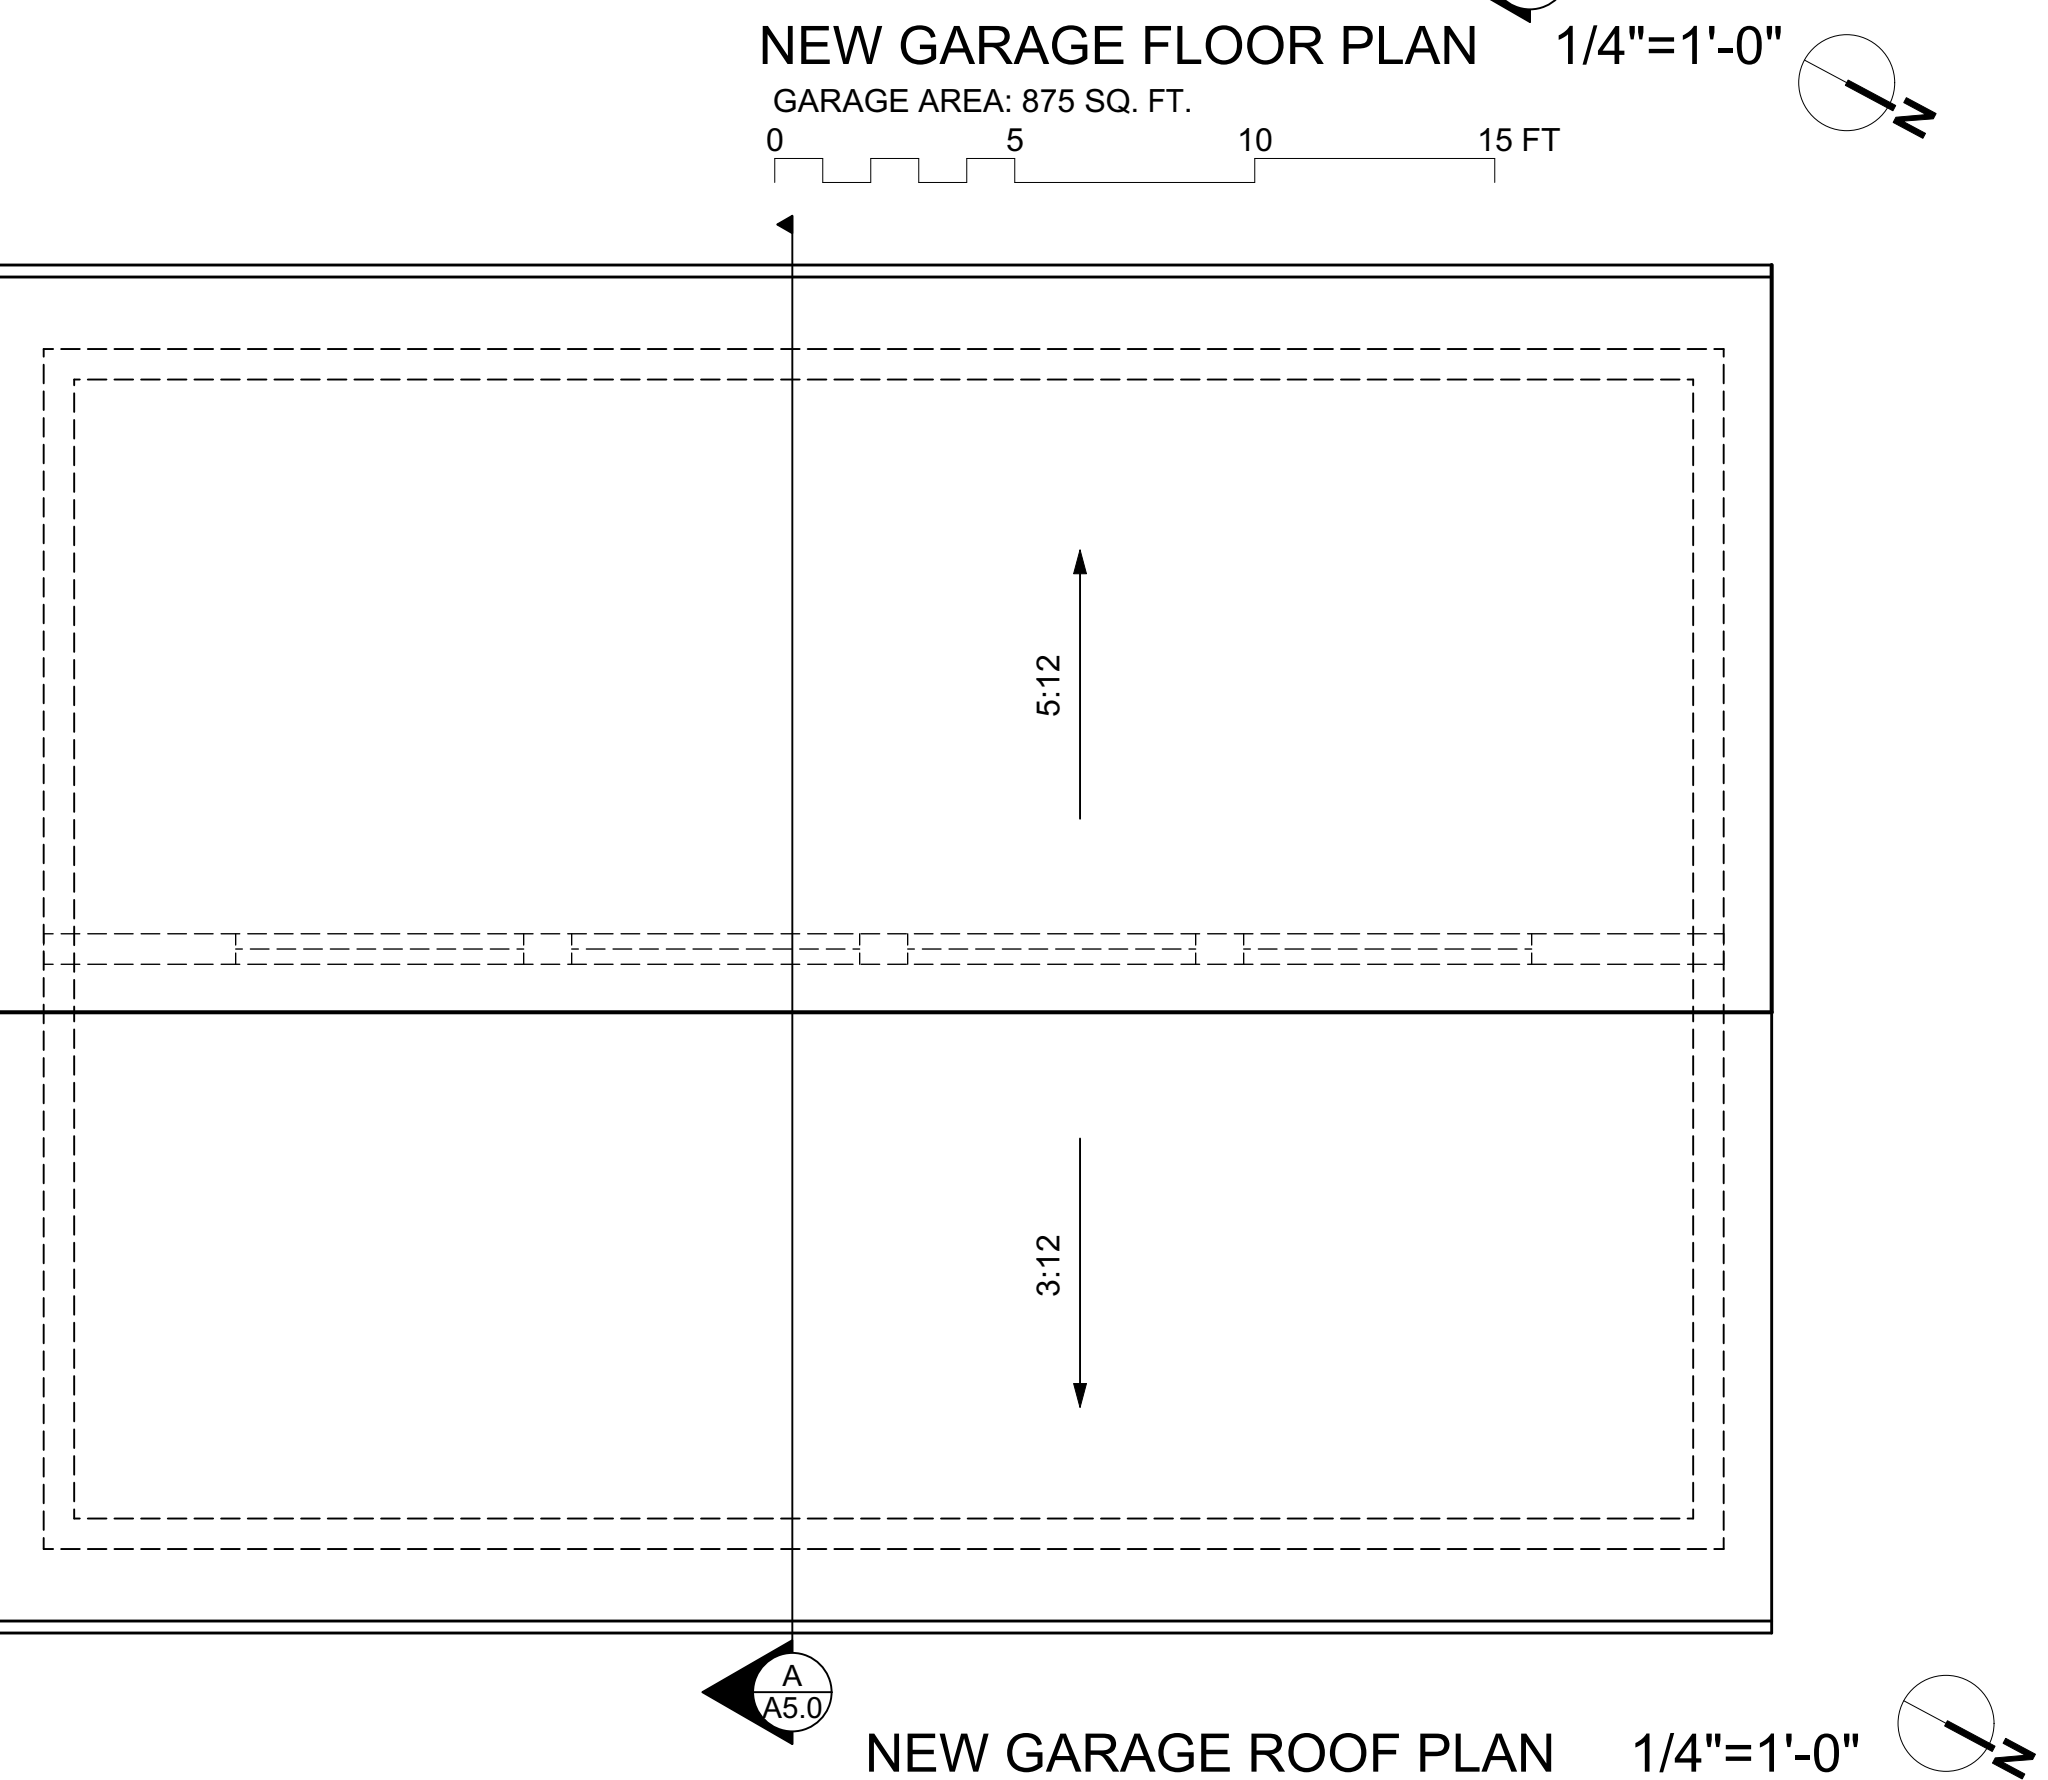 NEW GARAGE FLOOR PLAN 1/4"=1'-0"
N
GARAGE AREA: 875 SQ. FT.
0 5 10 15 FT
5:12
3:12
A
A5.0
NEW GARAGE ROOF PLAN 1/4"=1'-0"
N